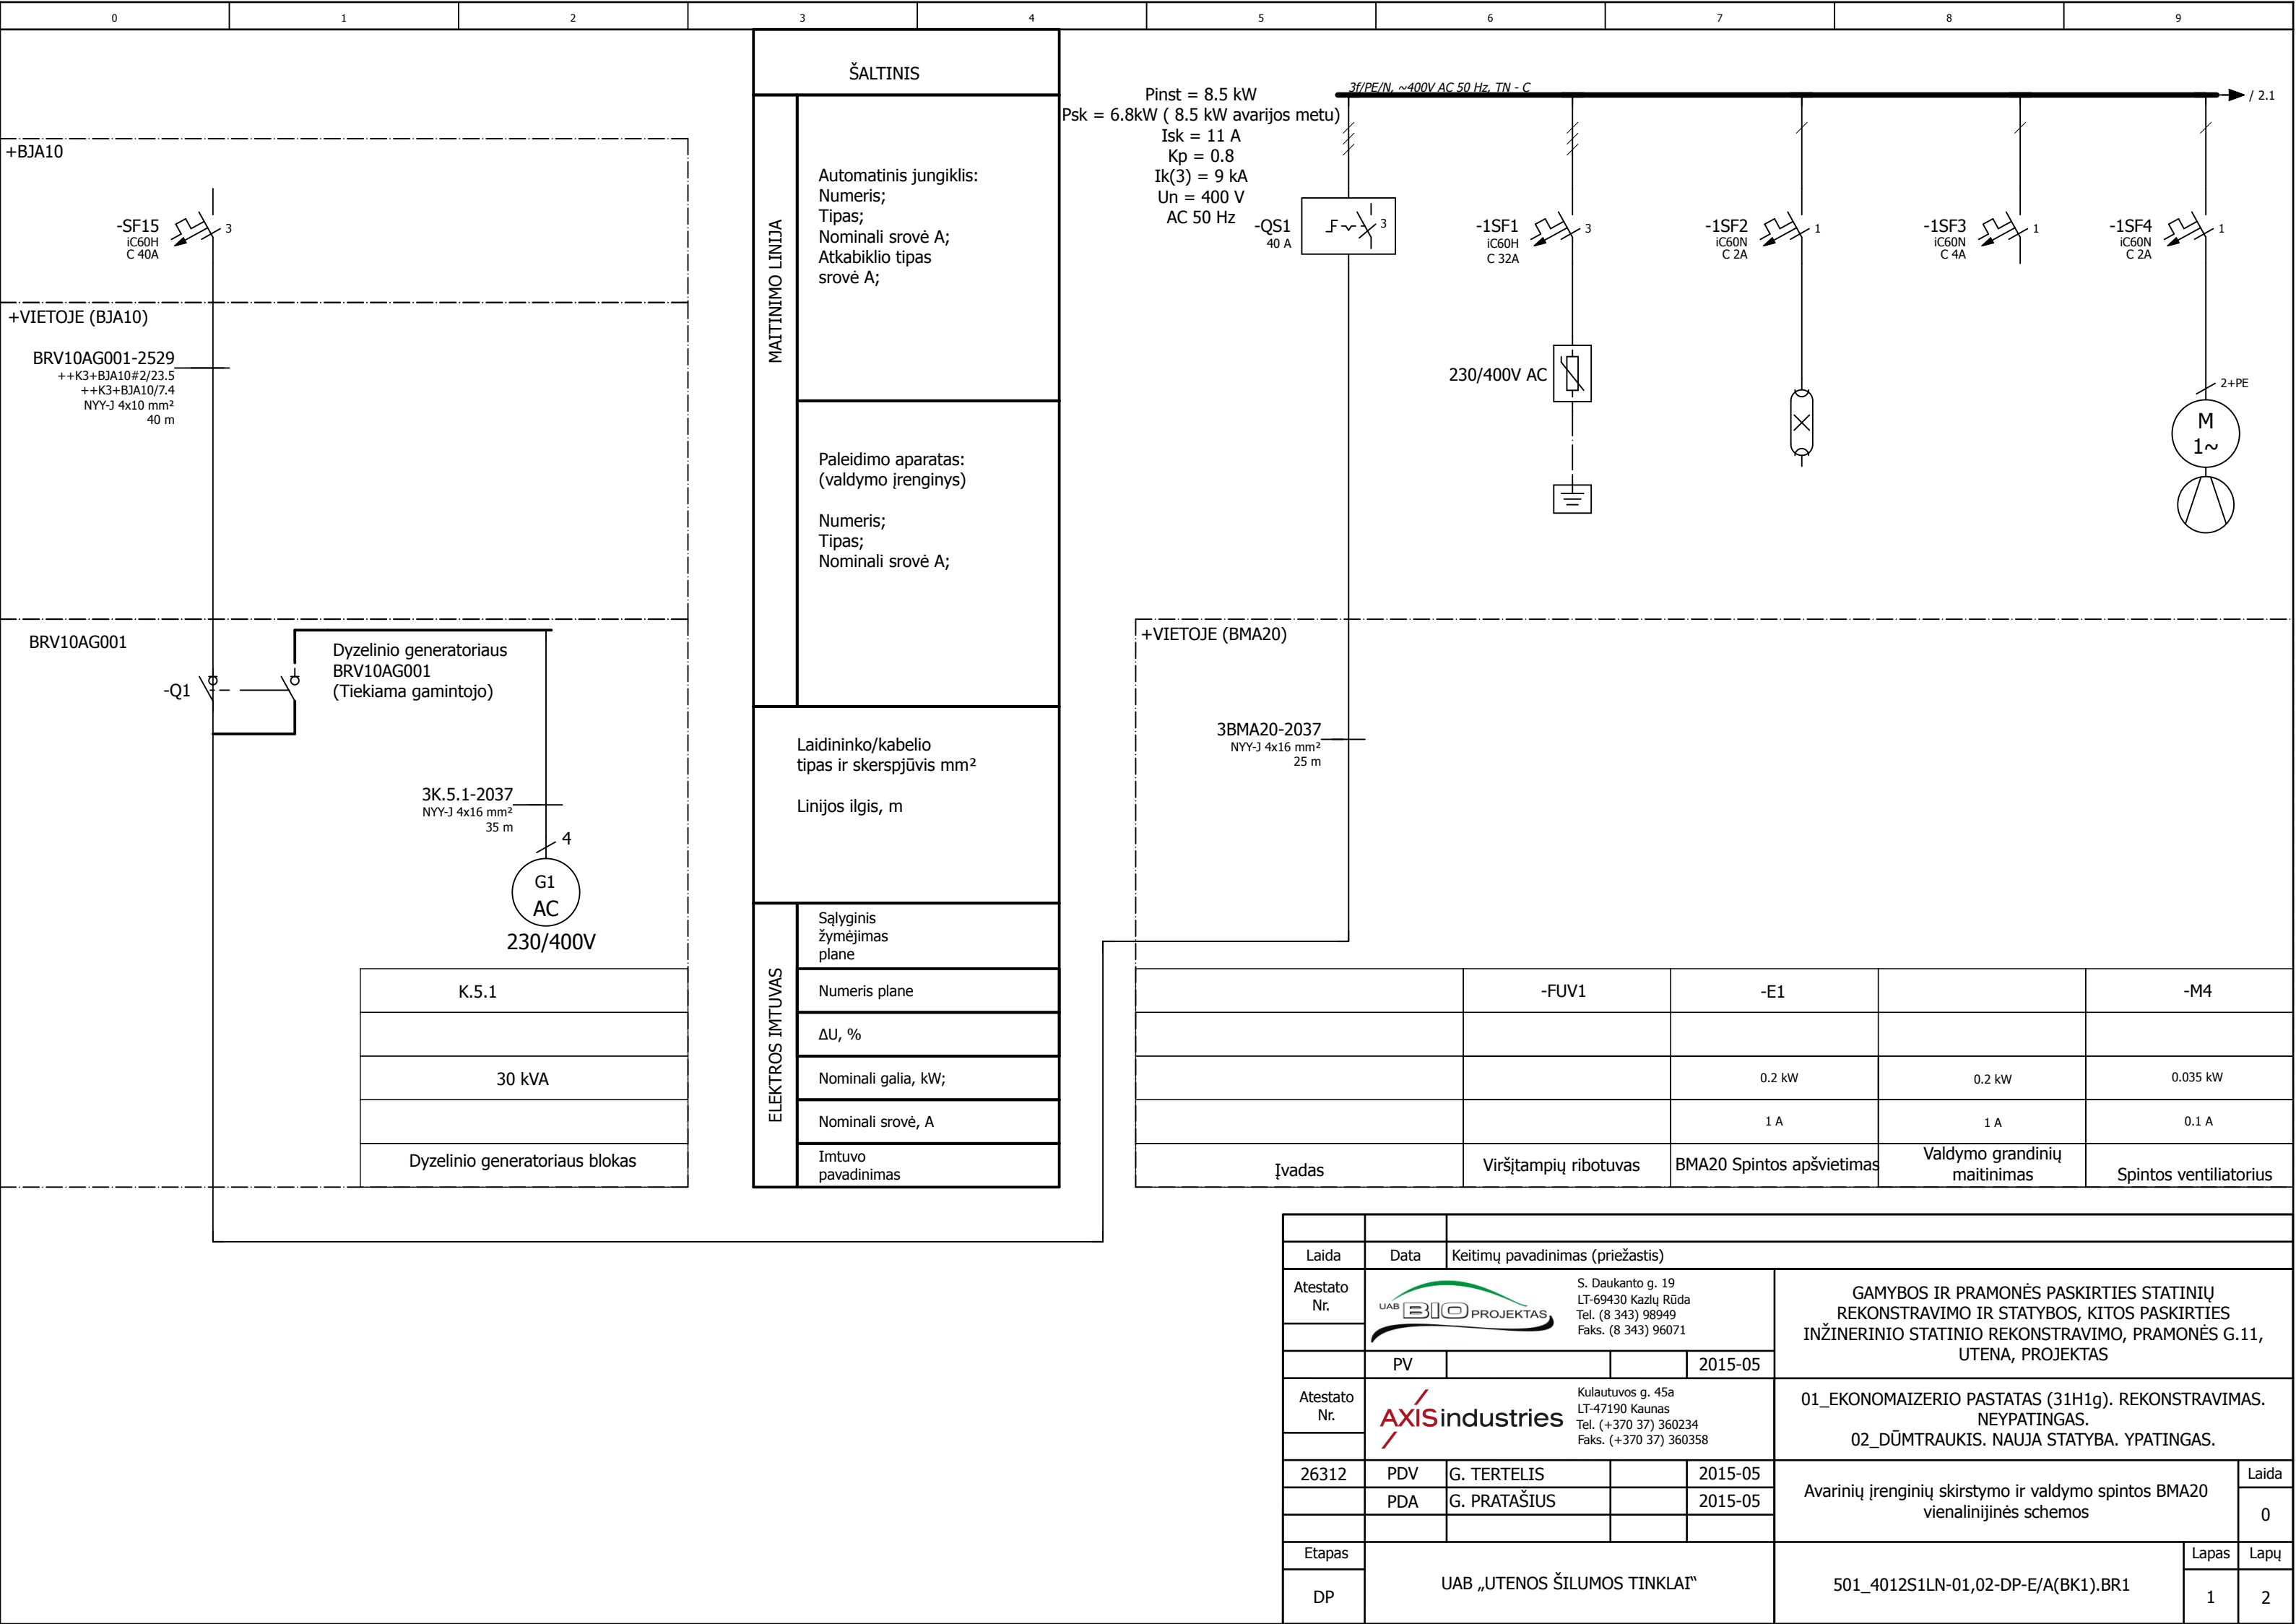 0 1 2 3 4 5 6 7 8 9
+BJA10
-SF15
iC60H
C 40A
3
+VIETOJE (BJA10)
BRV10AG001-2529
++K3+BJA10#2/23.5
++K3+BJA10/7.4
NYY-J 4x10 mm²
40 m
BRV10AG001
-Q1
Dyzelinio generatoriaus
BRV10AG001
(Tiekiama gamintojo)
3K.5.1-2037
NYY-J 4x16 mm²
35 m
4
G1
AC
230/400V
K.5.1
30 kVA
Dyzelinio generatoriaus blokas
ŠALTINIS
MAITINIMO LINIJA
Automatinis jungiklis:
Numeris;
Tipas;
Nominali srovė A;
Atkabiklio tipas
srovė A;
Paleidimo aparatas:
(valdymo įrenginys)
Numeris;
Tipas;
Nominali srovė A;
Laidininko/kabelio
tipas ir skerspjūvis mm²
Linijos ilgis, m
ELEKTROS IMTUVAS
Sąlyginis
žymėjimas
plane
Numeris plane
ΔU, %
Nominali galia, kW;
Nominali srovė, A
Imtuvo
pavadinimas
Pinst = 8.5 kW
Psk = 6.8kW ( 8.5 kW avarijos metu)
Isk = 11 A
Kp = 0.8
Ik(3) = 9 kA
Un = 400 V
AC 50 Hz
3f/PE/N, ~400V AC 50 Hz, TN - C
/ 2.1
-QS1
40 A
3
-1SF1
iC60H
C 32A
3
-1SF2
iC60N
C 2A
1
-1SF3
iC60N
C 4A
1
-1SF4
iC60N
C 2A
1
230/400V AC
2+PE
M
1~
+VIETOJE (BMA20)
3BMA20-2037
NYY-J 4x16 mm²
25 m
-FUV1 -E1 -M4
0.2 kW 0.2 kW 0.035 kW
1 A 1 A 0.1 A
Įvadas
Viršįtampių ribotuvas
BMA20 Spintos apšvietimas
Valdymo grandinių
maitinimas
Spintos ventiliatorius
Laida Data Keitimų pavadinimas (priežastis)
Atestato
Nr.
UAB BIO PROJEKTAS
S. Daukanto g. 19
LT-69430 Kazlų Rūda
Tel. (8 343) 98949
Faks. (8 343) 96071
GAMYBOS IR PRAMONĖS PASKIRTIES STATINIŲ
REKONSTRAVIMO IR STATYBOS, KITOS PASKIRTIES
INŽINERINIO STATINIO REKONSTRAVIMO, PRAMONĖS G.11,
UTENA, PROJEKTAS
PV 2015-05
Atestato
Nr.
AXIS industries
Kulautuvos g. 45a
LT-47190 Kaunas
Tel. (+370 37) 360234
Faks. (+370 37) 360358
01_EKONOMAIZERIO PASTATAS (31H1g). REKONSTRAVIMAS.
NEYPATINGAS.
02_DŪMTRAUKIS. NAUJA STATYBA. YPATINGAS.
26312 PDV G. TERTELIS 2015-05
PDA G. PRATAŠIUS 2015-05
Avarinių įrenginių skirstymo ir valdymo spintos BMA20
vienalinijinės schemos
Laida
0
Etapas
DP
UAB „UTENOS ŠILUMOS TINKLAI“
501_4012S1LN-01,02-DP-E/A(BK1).BR1
Lapas Lapų
1 2